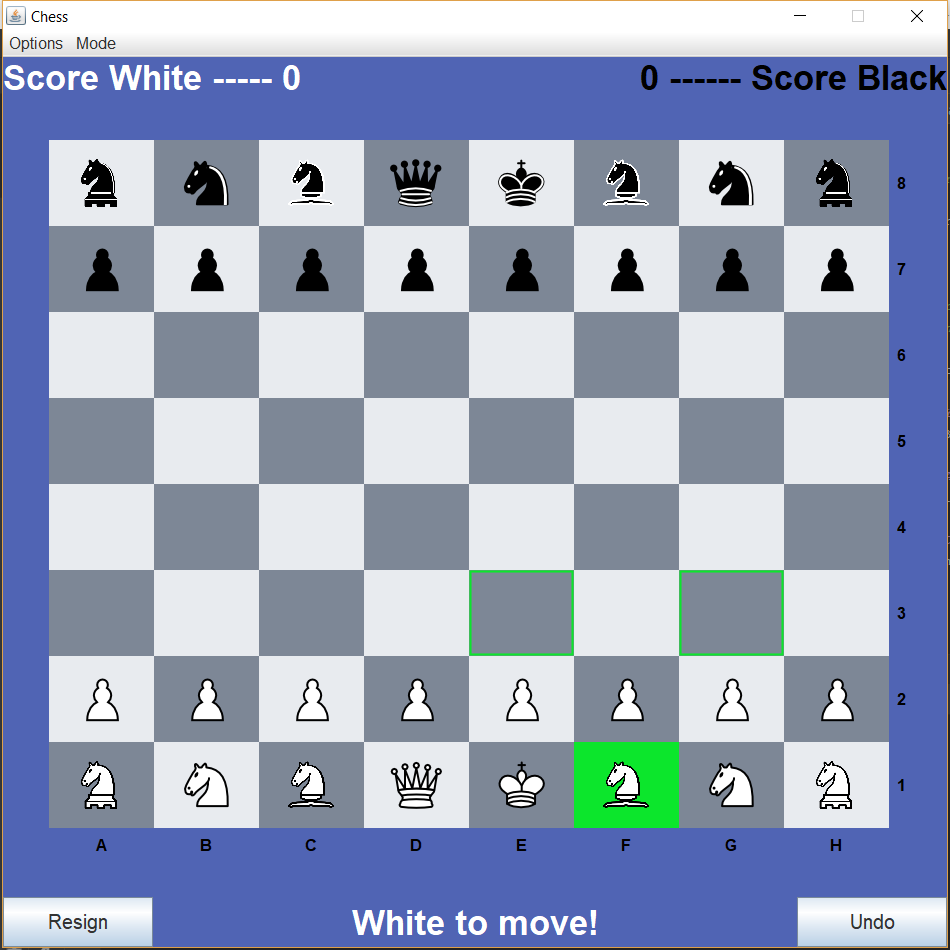 Chess
Options Mode
Score White ----- 0
0 ------ Score Black
8
7
6
5
4
3
2
1
A B C D E F G H
Resign
White to move!
Undo